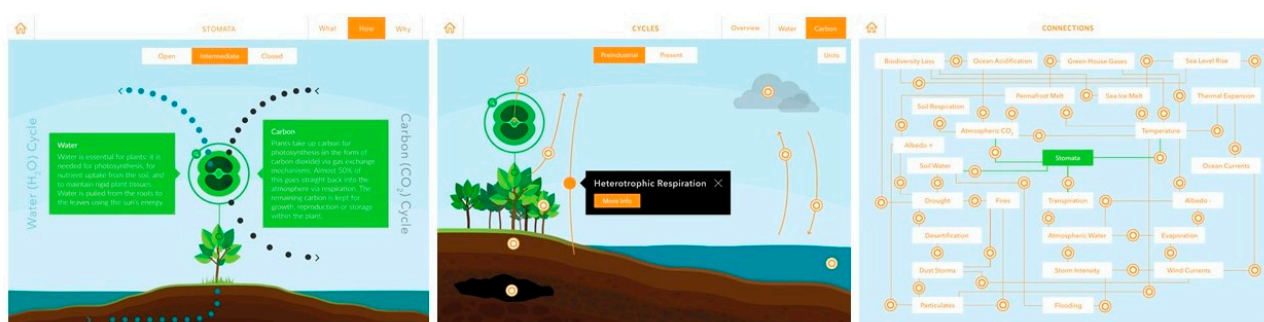 STOMATA
What
How
Why
Open
Intermediate
Closed
Water (H₂O) Cycle
Water
Water is essential for plants: it is
needed for photosynthesis, for
nutrient uptake from the soil, and
to maintain rigid plant tissues.
Water is pulled from the roots to
the leaves using the sun's energy.
Carbon
Plants take up carbon for
photosynthesis (in the form of
carbon dioxide) via gas exchange
mechanisms. Almost 50% of
this goes straight back into the
atmosphere via respiration. The
remaining carbon is kept for
growth, reproduction or storage
within the plant.
Carbon (CO₂) Cycle
CYCLES
Overview
Water
Carbon
Preindustrial
Present
Units
Heterotrophic Respiration
More Info
CONNECTIONS
Biodiversity Loss
Ocean Acidification
Green House Gases
Sea Level Rise
Permafrost Melt
Sea Ice Melt
Thermal Expansion
Soil Respiration
Atmospheric CO₂
Temperature
Albedo +
Stomata
Soil Water
Ocean Currents
Drought
Fires
Transpiration
Albedo -
Desertification
Atmospheric Water
Evaporation
Dust Storms
Storm Intensity
Wind Currents
Particulates
Flooding